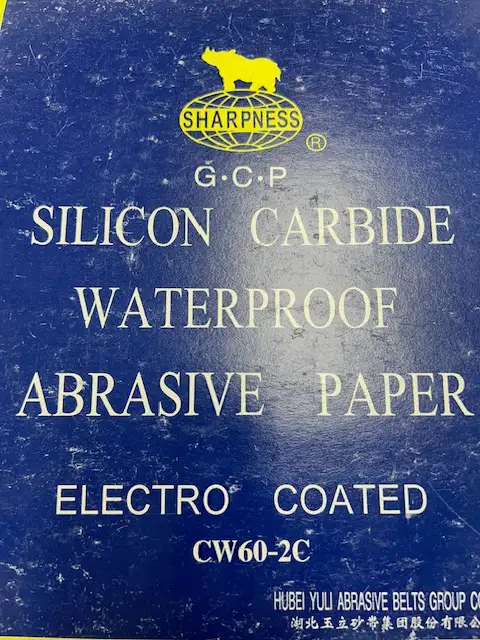 SHARPNESS
®
G·C·P
SILICON CARBIDE
WATERPROOF
ABRASIVE PAPER
ELECTRO COATED
CW60-2C
HUBEI YULI ABRASIVE BELTS GROUP
湖北玉立砂带集团股份有限公